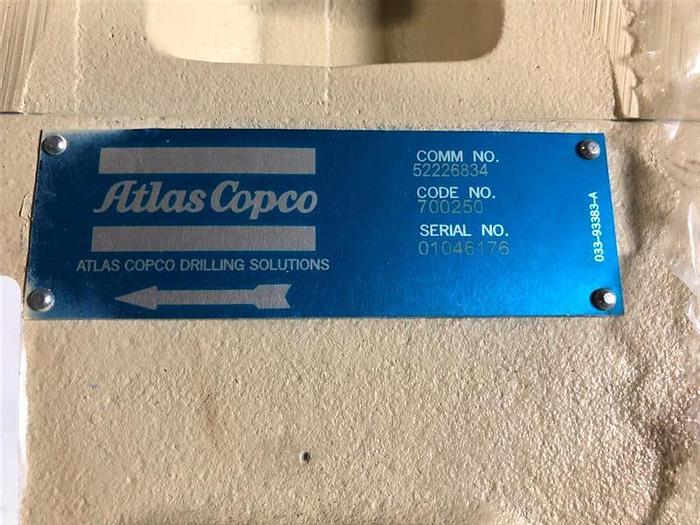 Atlas Copco
ATLAS COPCO DRILLING SOLUTIONS
COMM NO.
52226834
CODE NO.
700250
SERIAL NO.
01046176
033-93383-A